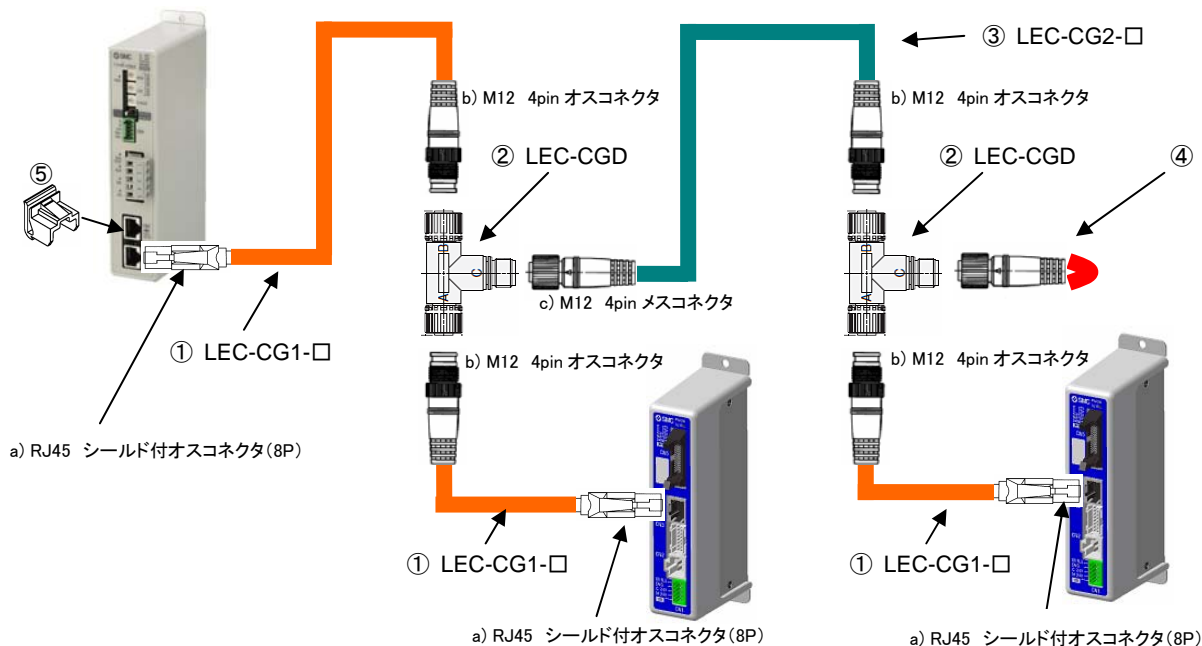 ③ LEC-CG2-□
b) M12 4pin オスコネクタ
b) M12 4pin オスコネクタ
② LEC-CGD
② LEC-CGD
④
⑤
SMC
B
C
A
B
C
A
c) M12 4pin メスコネクタ
① LEC-CG1-□
b) M12 4pin オスコネクタ
b) M12 4pin オスコネクタ
a) RJ45 シールド付オスコネクタ(8P)
SMC
SMC
① LEC-CG1-□
① LEC-CG1-□
a) RJ45 シールド付オスコネクタ(8P)
a) RJ45 シールド付オスコネクタ(8P)